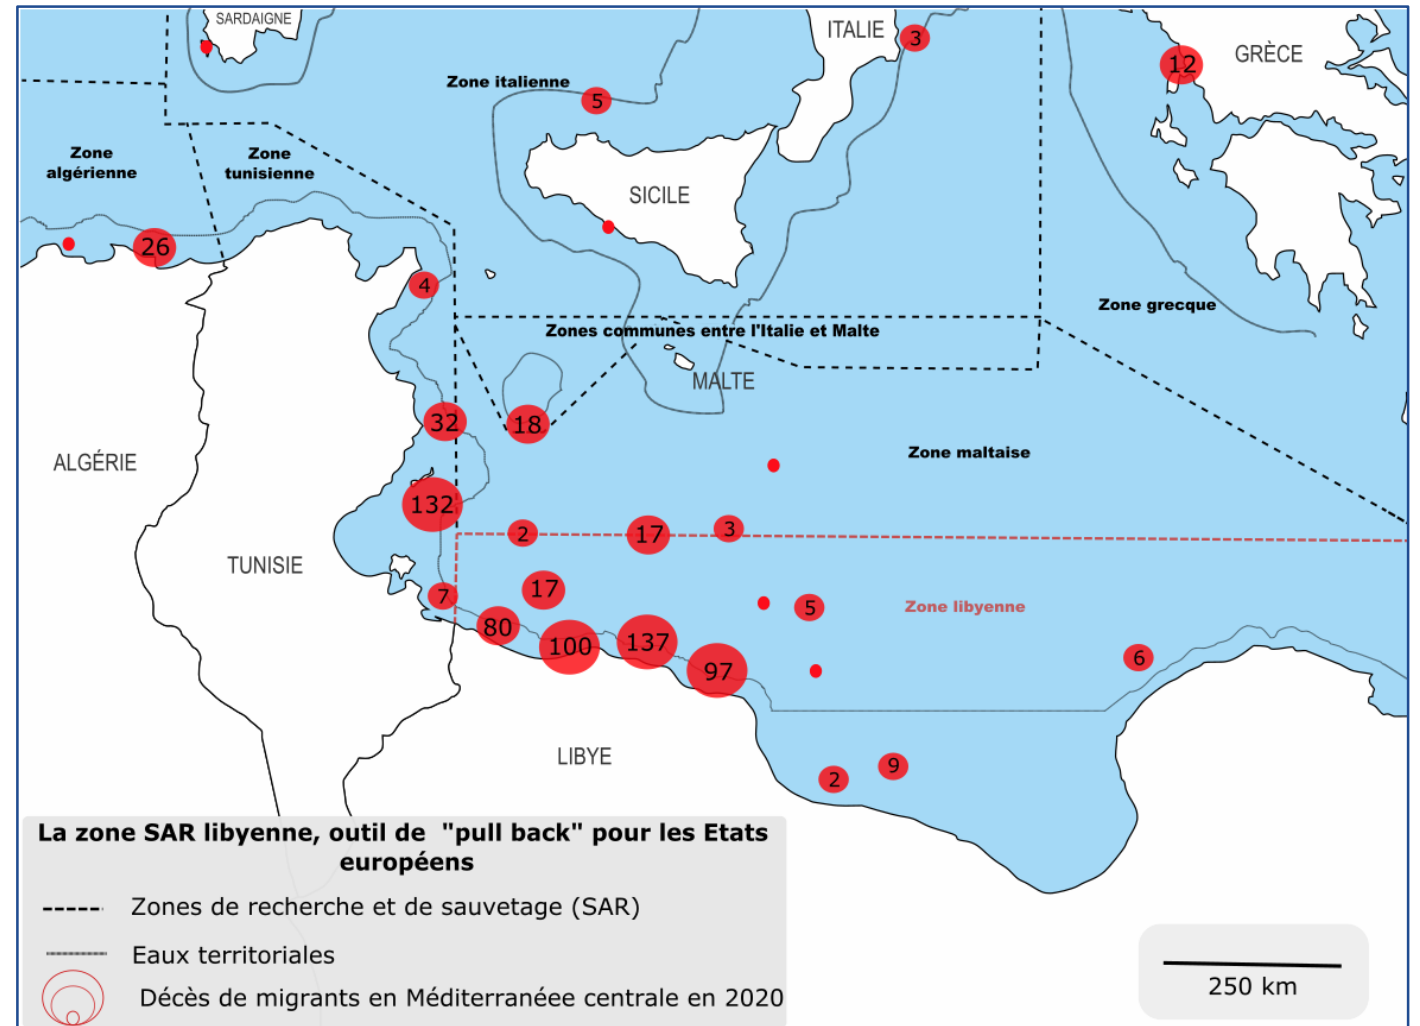 SARDAIGNE
ITALIE
3
GRÈCE
12
Zone italienne
5
Zone
algérienne
Zone
tunisienne
SICILE
26
4
Zone grecque
Zones communes entre l'Italie et Malte
MALTE
32
18
Zone maltaise
ALGÉRIE
132
2
17
3
TUNISIE
7
17
5
Zone libyenne
80
100
137
97
6
LIBYE
2
9
La zone SAR libyenne, outil de "pull back" pour les Etats
européens
Zones de recherche et de sauvetage (SAR)
Eaux territoriales
Décès de migrants en Méditerranéee centrale en 2020
250 km